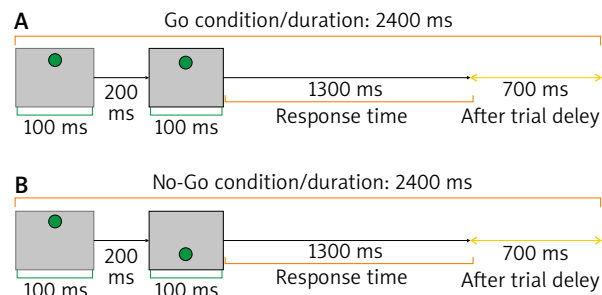 A
Go condition/duration: 2400 ms
200
ms
1300 ms
700 ms
100 ms
100 ms
Response time
After trial deley
B
No-Go condition/duration: 2400 ms
200
ms
1300 ms
700 ms
100 ms
100 ms
Response time
After trial deley